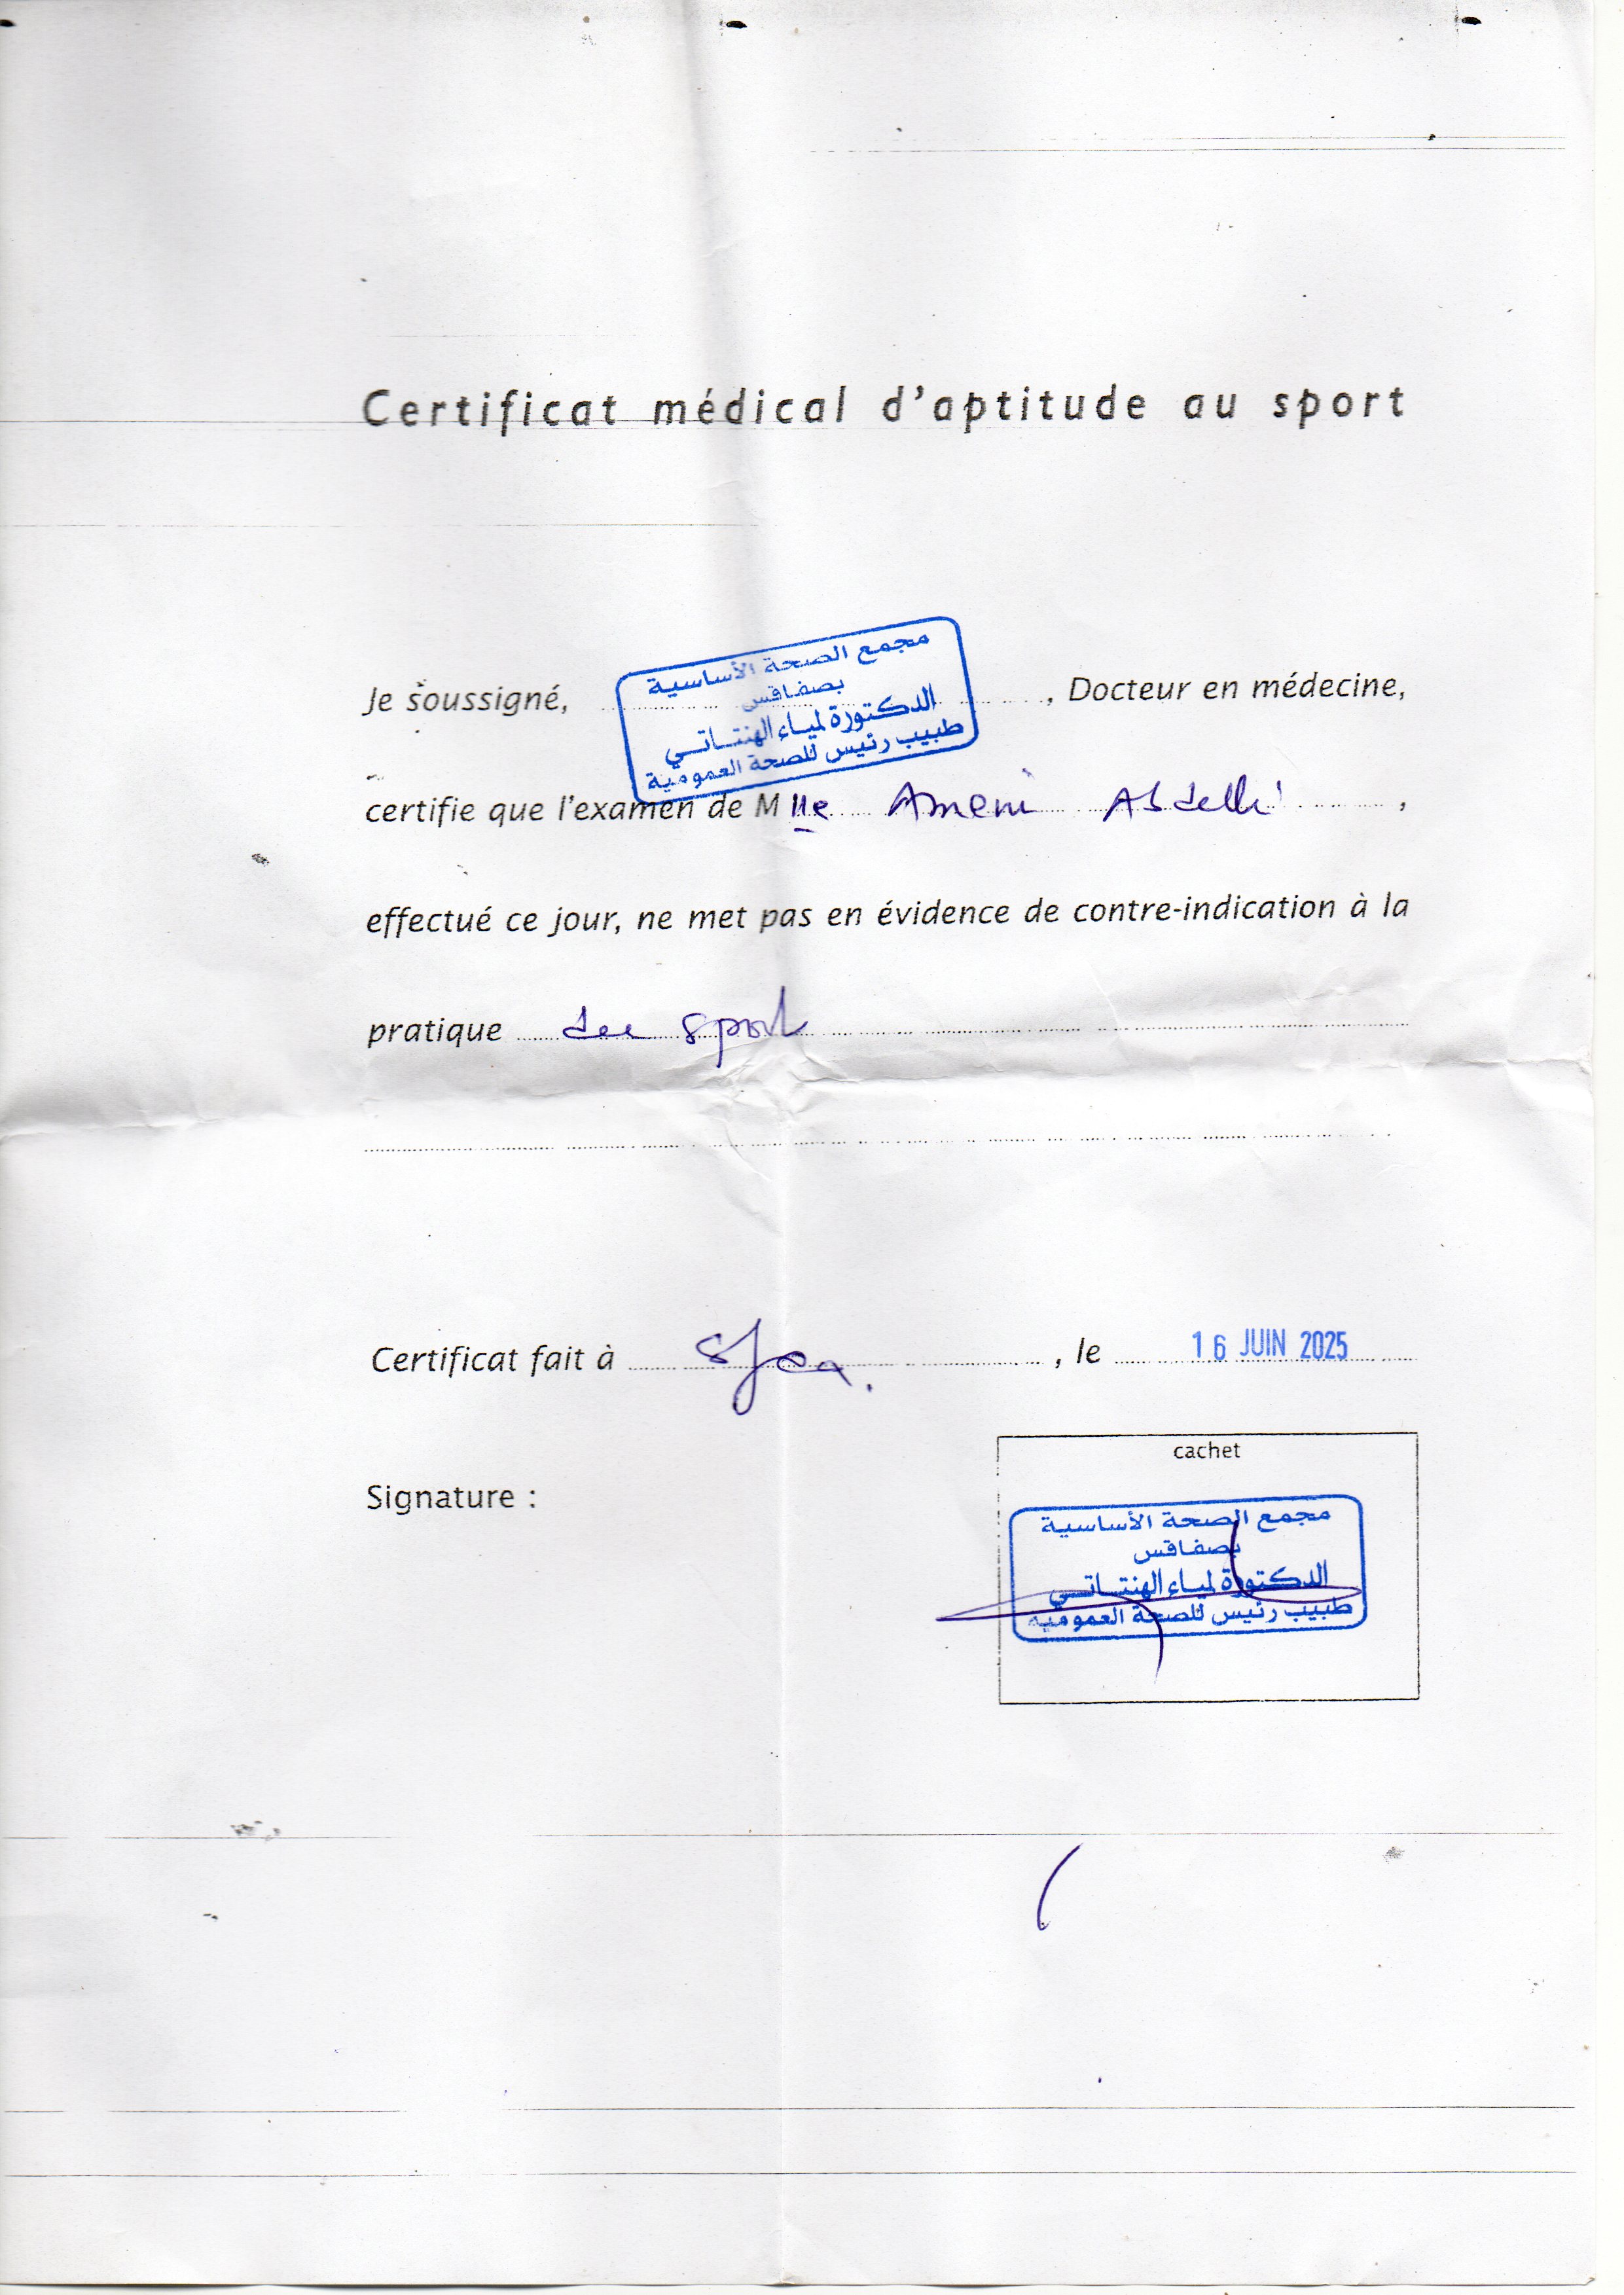 Certificat médical d'aptitude au sport
مجمع الصحة الأساسية
بصفاقس
الدكتورة لمياء الهنتاتي
طبيب رئيس للصحة العمومية
Je soussigné, , Docteur en médecine,
certifie que l'examen de Mlle Ameni Abdelli ,
effectué ce jour, ne met pas en évidence de contre-indication à la
pratique du sport
Certificat fait à Sfax. , le 16 JUIN 2025
cachet
Signature :
مجمع الصحة الأساسية
بصفاقس
الدكتورة لمياء الهنتاتي
طبيب رئيس للصحة العمومية